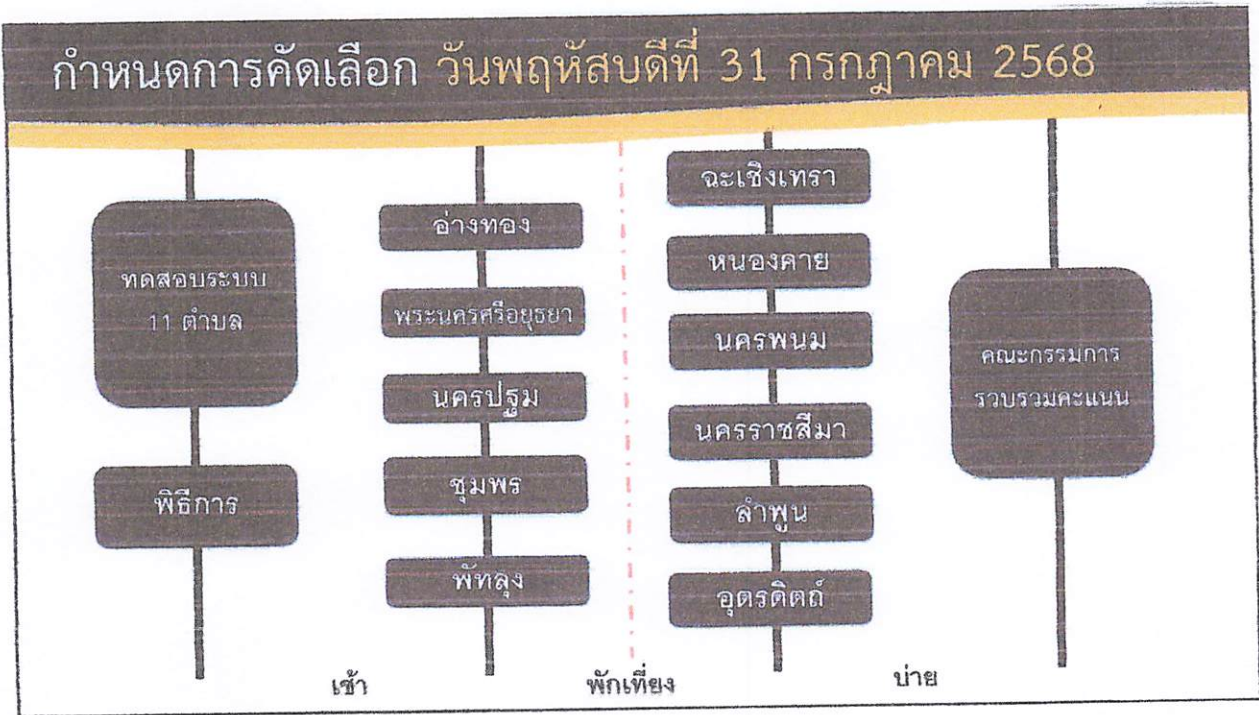 กำหนดการคัดเลือก วันพฤหัสบดีที่ 31 กรกฎาคม 2568
ทดสอบระบบ
11 ตำบล
พิธีการ
อ่างทอง
พระนครศรีอยุธยา
นครปฐม
ชุมพร
พัทลุง
ฉะเชิงเทรา
หนองคาย
นครพนม
นครราชสีมา
ลำพูน
อุตรดิตถ์
คณะกรรมการ
รวบรวมคะแนน
เช้า
พักเที่ยง
บ่าย